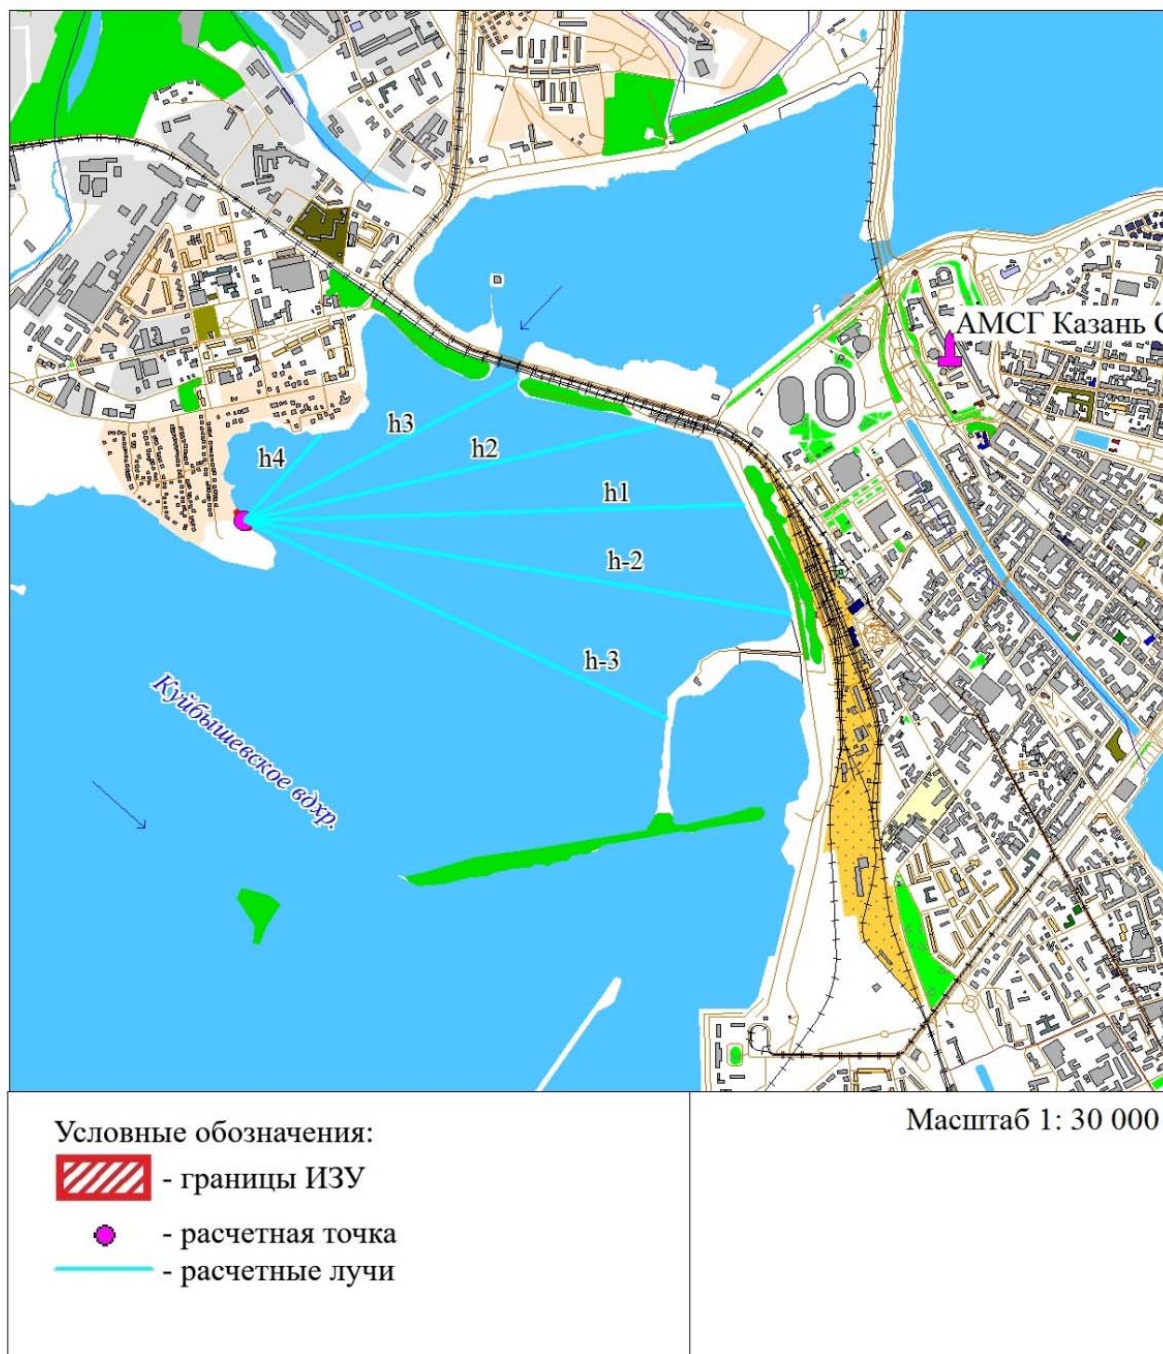 АМСГ Казань С
h3
h2
h4
h1
h-2
h-3
Куйбышевское вдхр.
Масштаб 1: 30 000
Условные обозначения:
- границы ИЗУ
- расчетная точка
- расчетные лучи